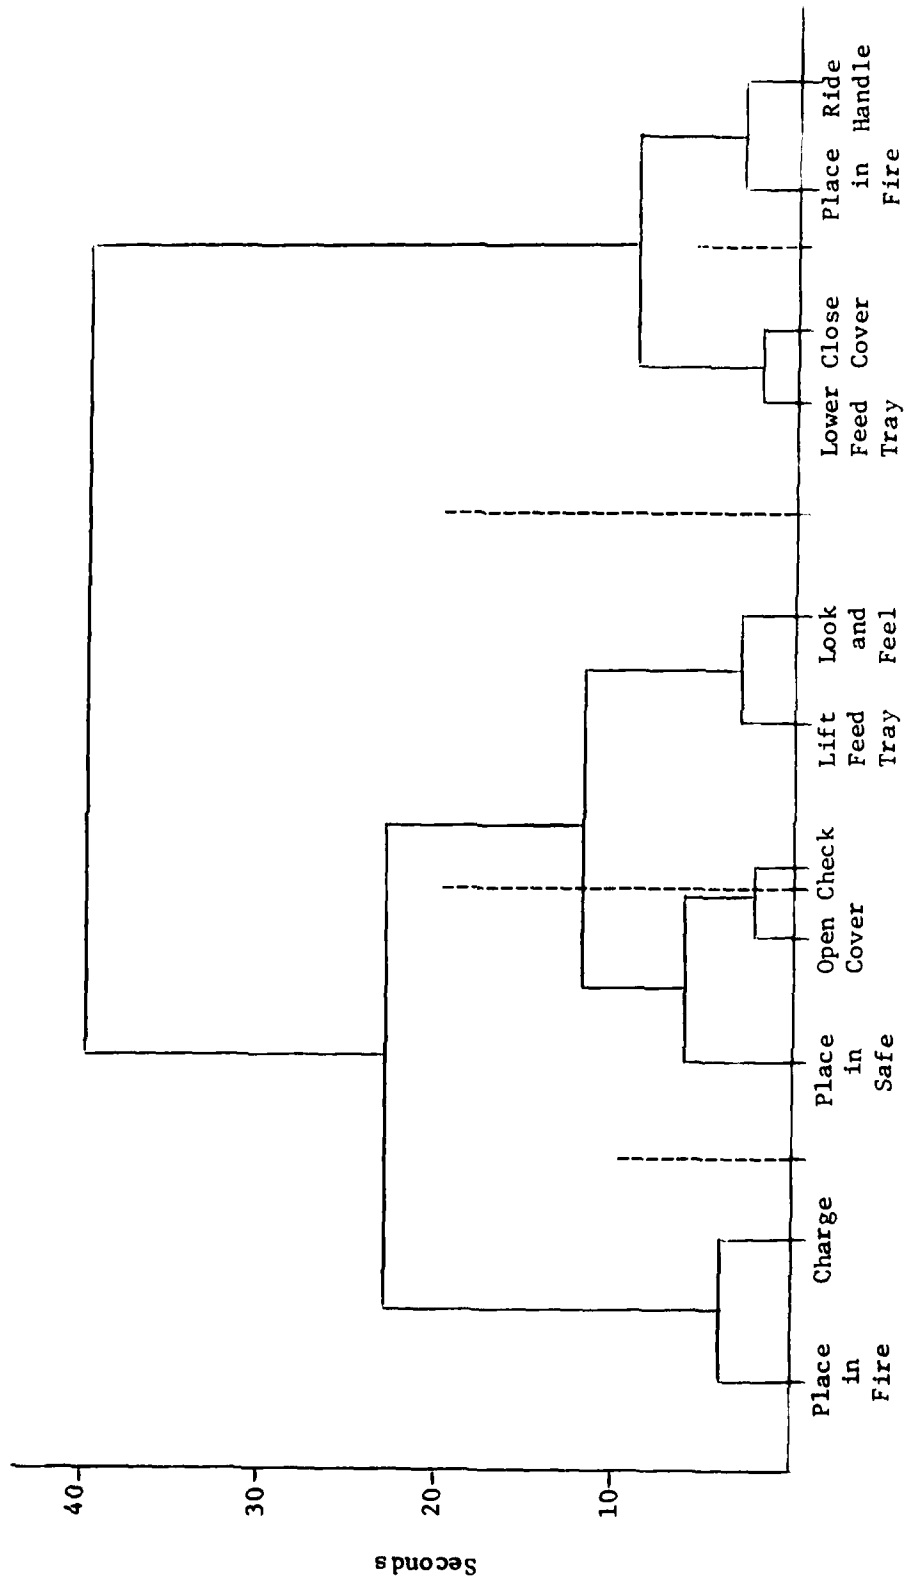 40
30
20
10
Seconds
Place in Fire
Charge
Place in Safe
Open Cover
Check
Lift Feed Tray
Look and Feel
Lower Feed Tray
Close Cover
Place in Fire
Ride Handle